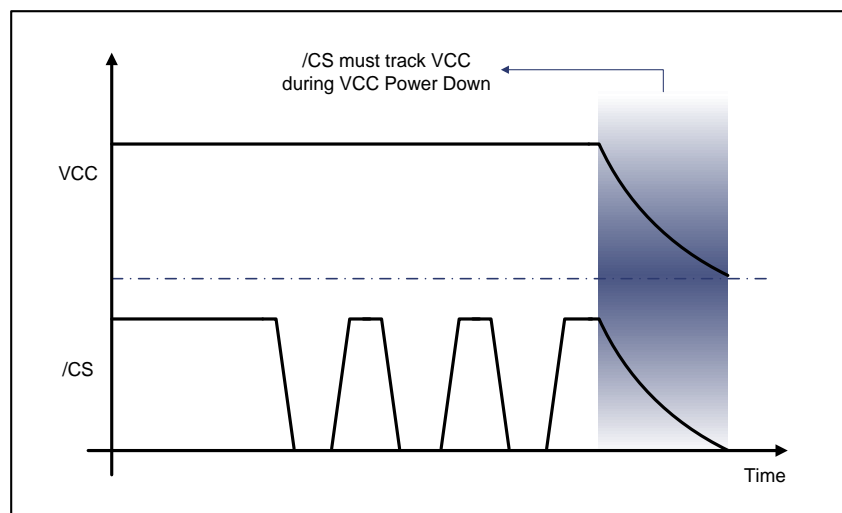 /CS must track VCC
during VCC Power Down
VCC
/CS
Time